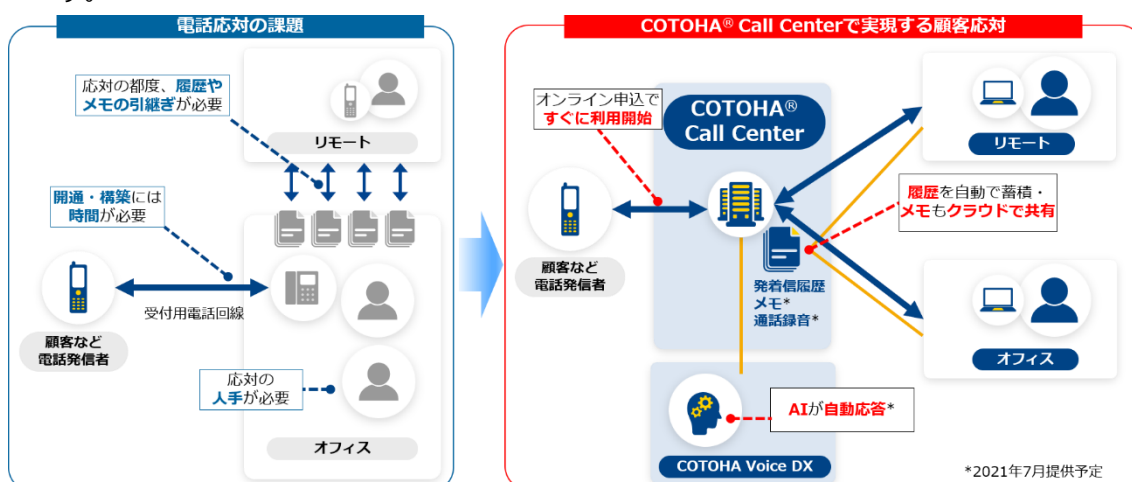 す。
電話応対の課題
応対の都度、履歴や
メモの引継ぎが必要
リモート
開通・構築には
時間が必要
受付用電話回線
顧客など
電話発信者
応対の
人手が必要
オフィス
COTOHA® Call Centerで実現する顧客応対
オンライン申込で
すぐに利用開始
COTOHA®
Call Center
リモート
履歴を自動で蓄積・
メモもクラウドで共有
顧客など
電話発信者
発着信履歴
メモ*
通話録音*
オフィス
AIが自動応答*
COTOHA Voice DX
*2021年7月提供予定